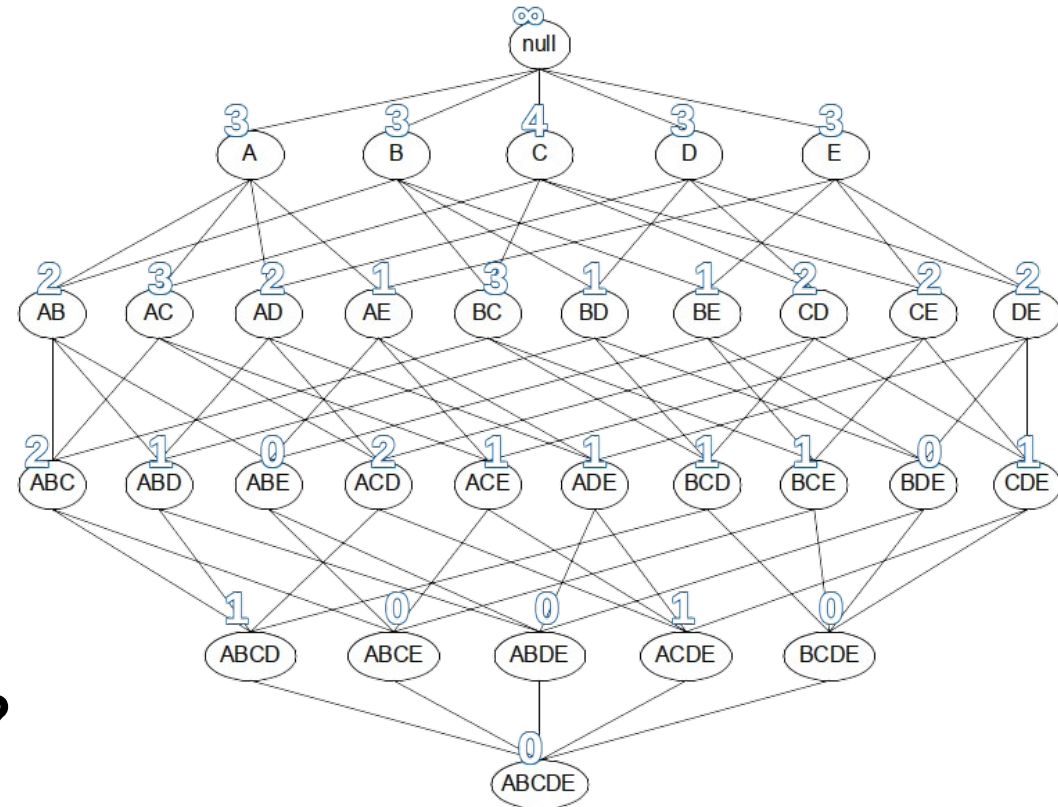 ∞
null
3 3 4 3 3
A B C D E
2 3 2 1 3 1 1 2 2 2
AB AC AD AE BC BD BE CD CE DE
2 1 0 2 1 1 1 1 0 1
ABC ABD ABE ACD ACE ADE BCD BCE BDE CDE
1 0 0 1 0
ABCD ABCE ABDE ACDE BCDE
?
0
ABCDE